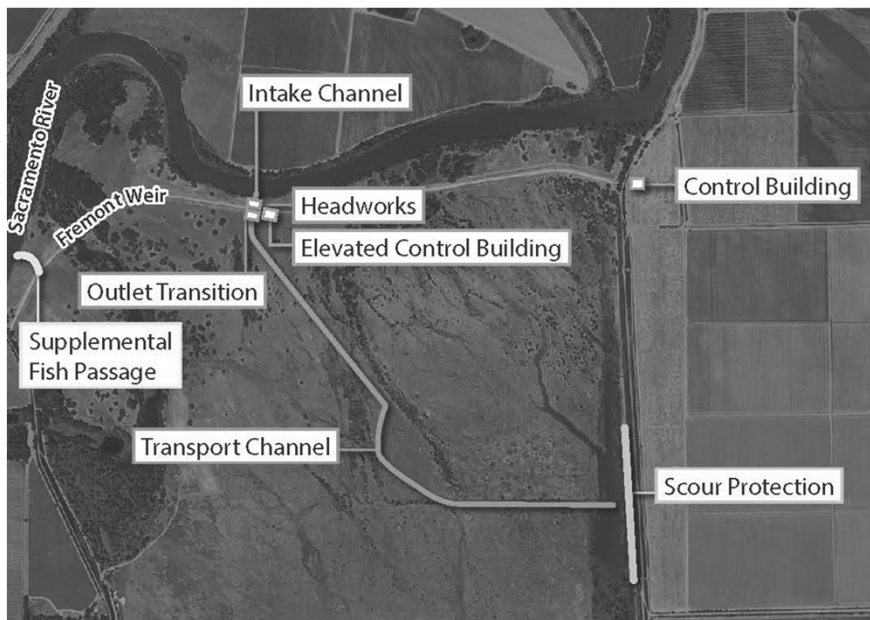 Intake Channel
Sacramento River
Fremont Weir
Headworks
Control Building
Elevated Control Building
Outlet Transition
Supplemental
Fish Passage
Transport Channel
Scour Protection